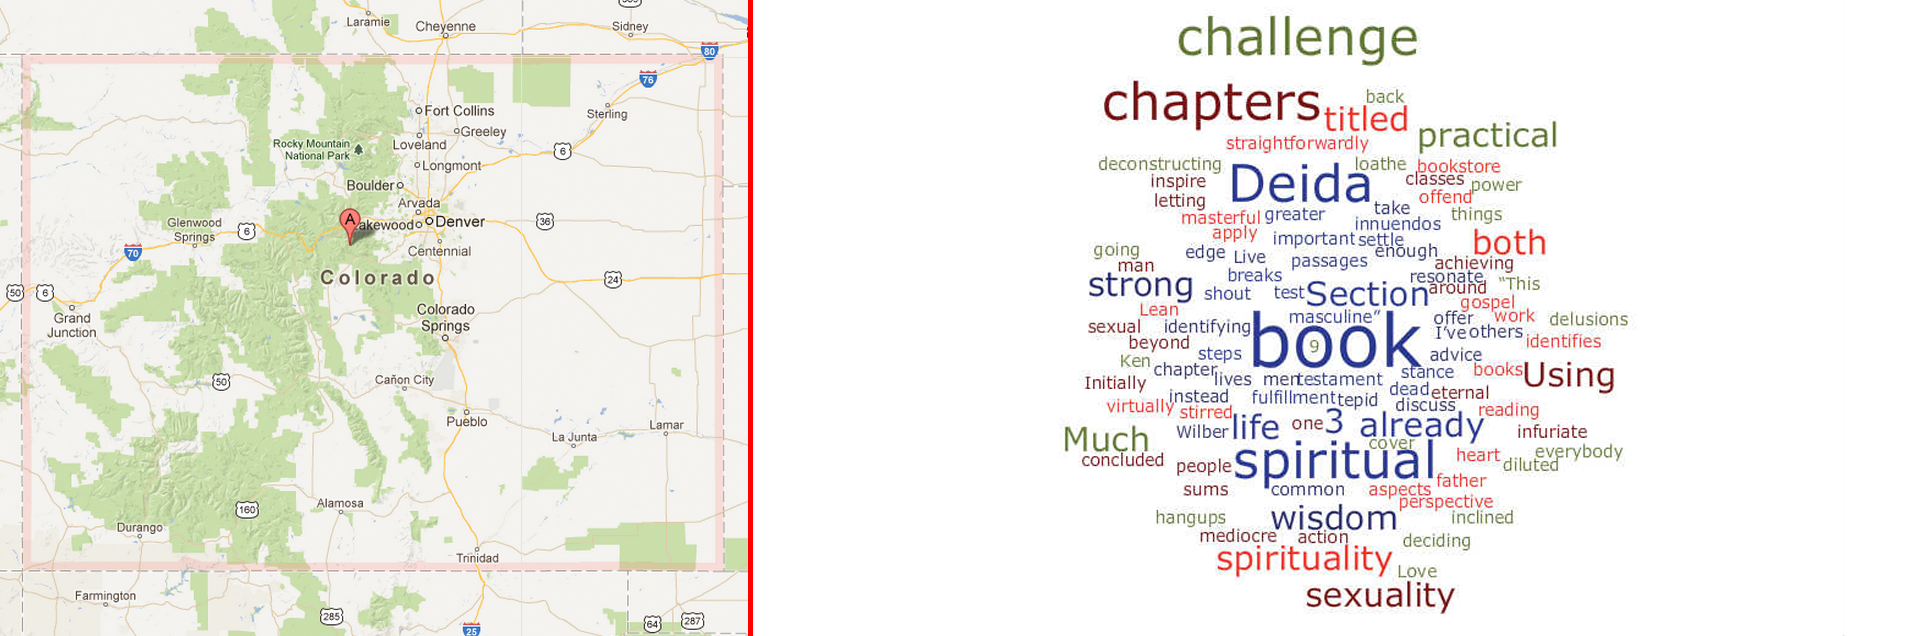 Laramie
Cheyenne
Sidney
80
76
Fort Collins
Sterling
Greeley
Rocky Mountain
National Park
Loveland
6
Longmont
Boulder
Arvada
A
Glenwood
Springs
6
Lakewood
Denver
36
70
Centennial
Colorado
24
50
6
Grand
Junction
Colorado
Springs
50
Cañon City
Pueblo
La Junta
Lamar
160
Alamosa
Durango
Trinidad
Farmington
285
25
64
287
challenge
chapters
back
titled
practical
straightforwardly
deconstructing
Deida
loathe
bookstore
inspire
classes
power
letting
offend
masterful
greater
take
things
apply
innuendos
important
settle
both
going
edge
Live
enough
man
passages
achieving
strong
breaks
resonate
"This
shout
test
Section
around
Lean
masculine"
gospel
sexual
identifying
offer
work
delusions
beyond
book
9
I've
others
identifies
Ken
steps
advice
chapter
stance
books
Using
Initially
lives
men
testament
dead
eternal
instead
fulfillment
tepid
discuss
virtually
stirred
reading
Much
Wilber
life
one
3
already
infuriate
cover
concluded
people
spiritual
heart
everybody
diluted
sums
common
aspects
father
perspective
hangups
wisdom
inclined
mediocre
action
deciding
spirituality
Love
sexuality